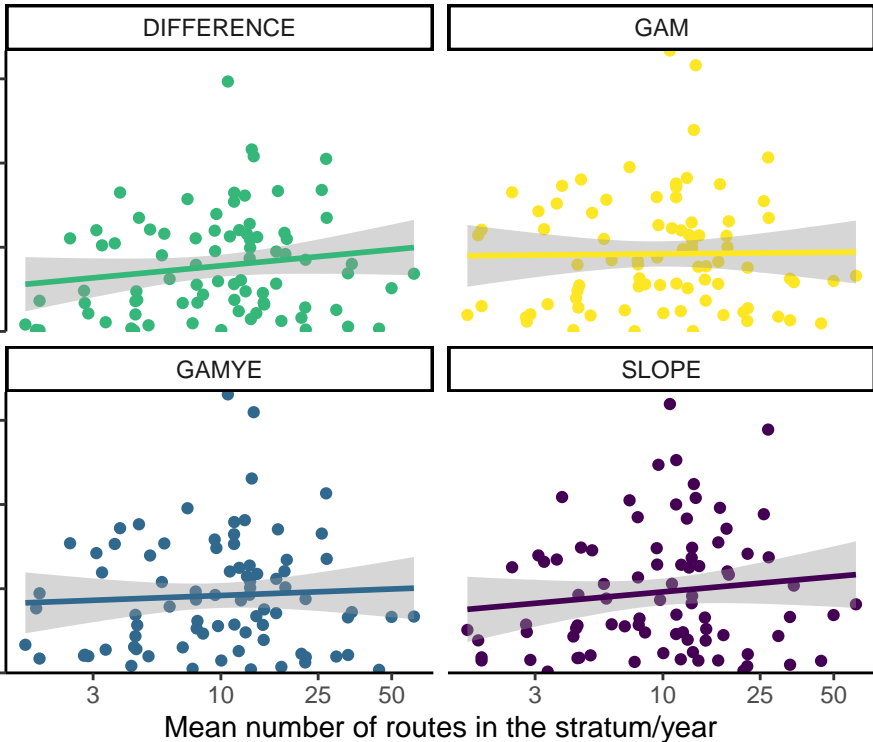 DIFFERENCE GAM
GAMYE SLOPE
3 10 25 50 3 10 25 50
Mean number of routes in the stratum/year